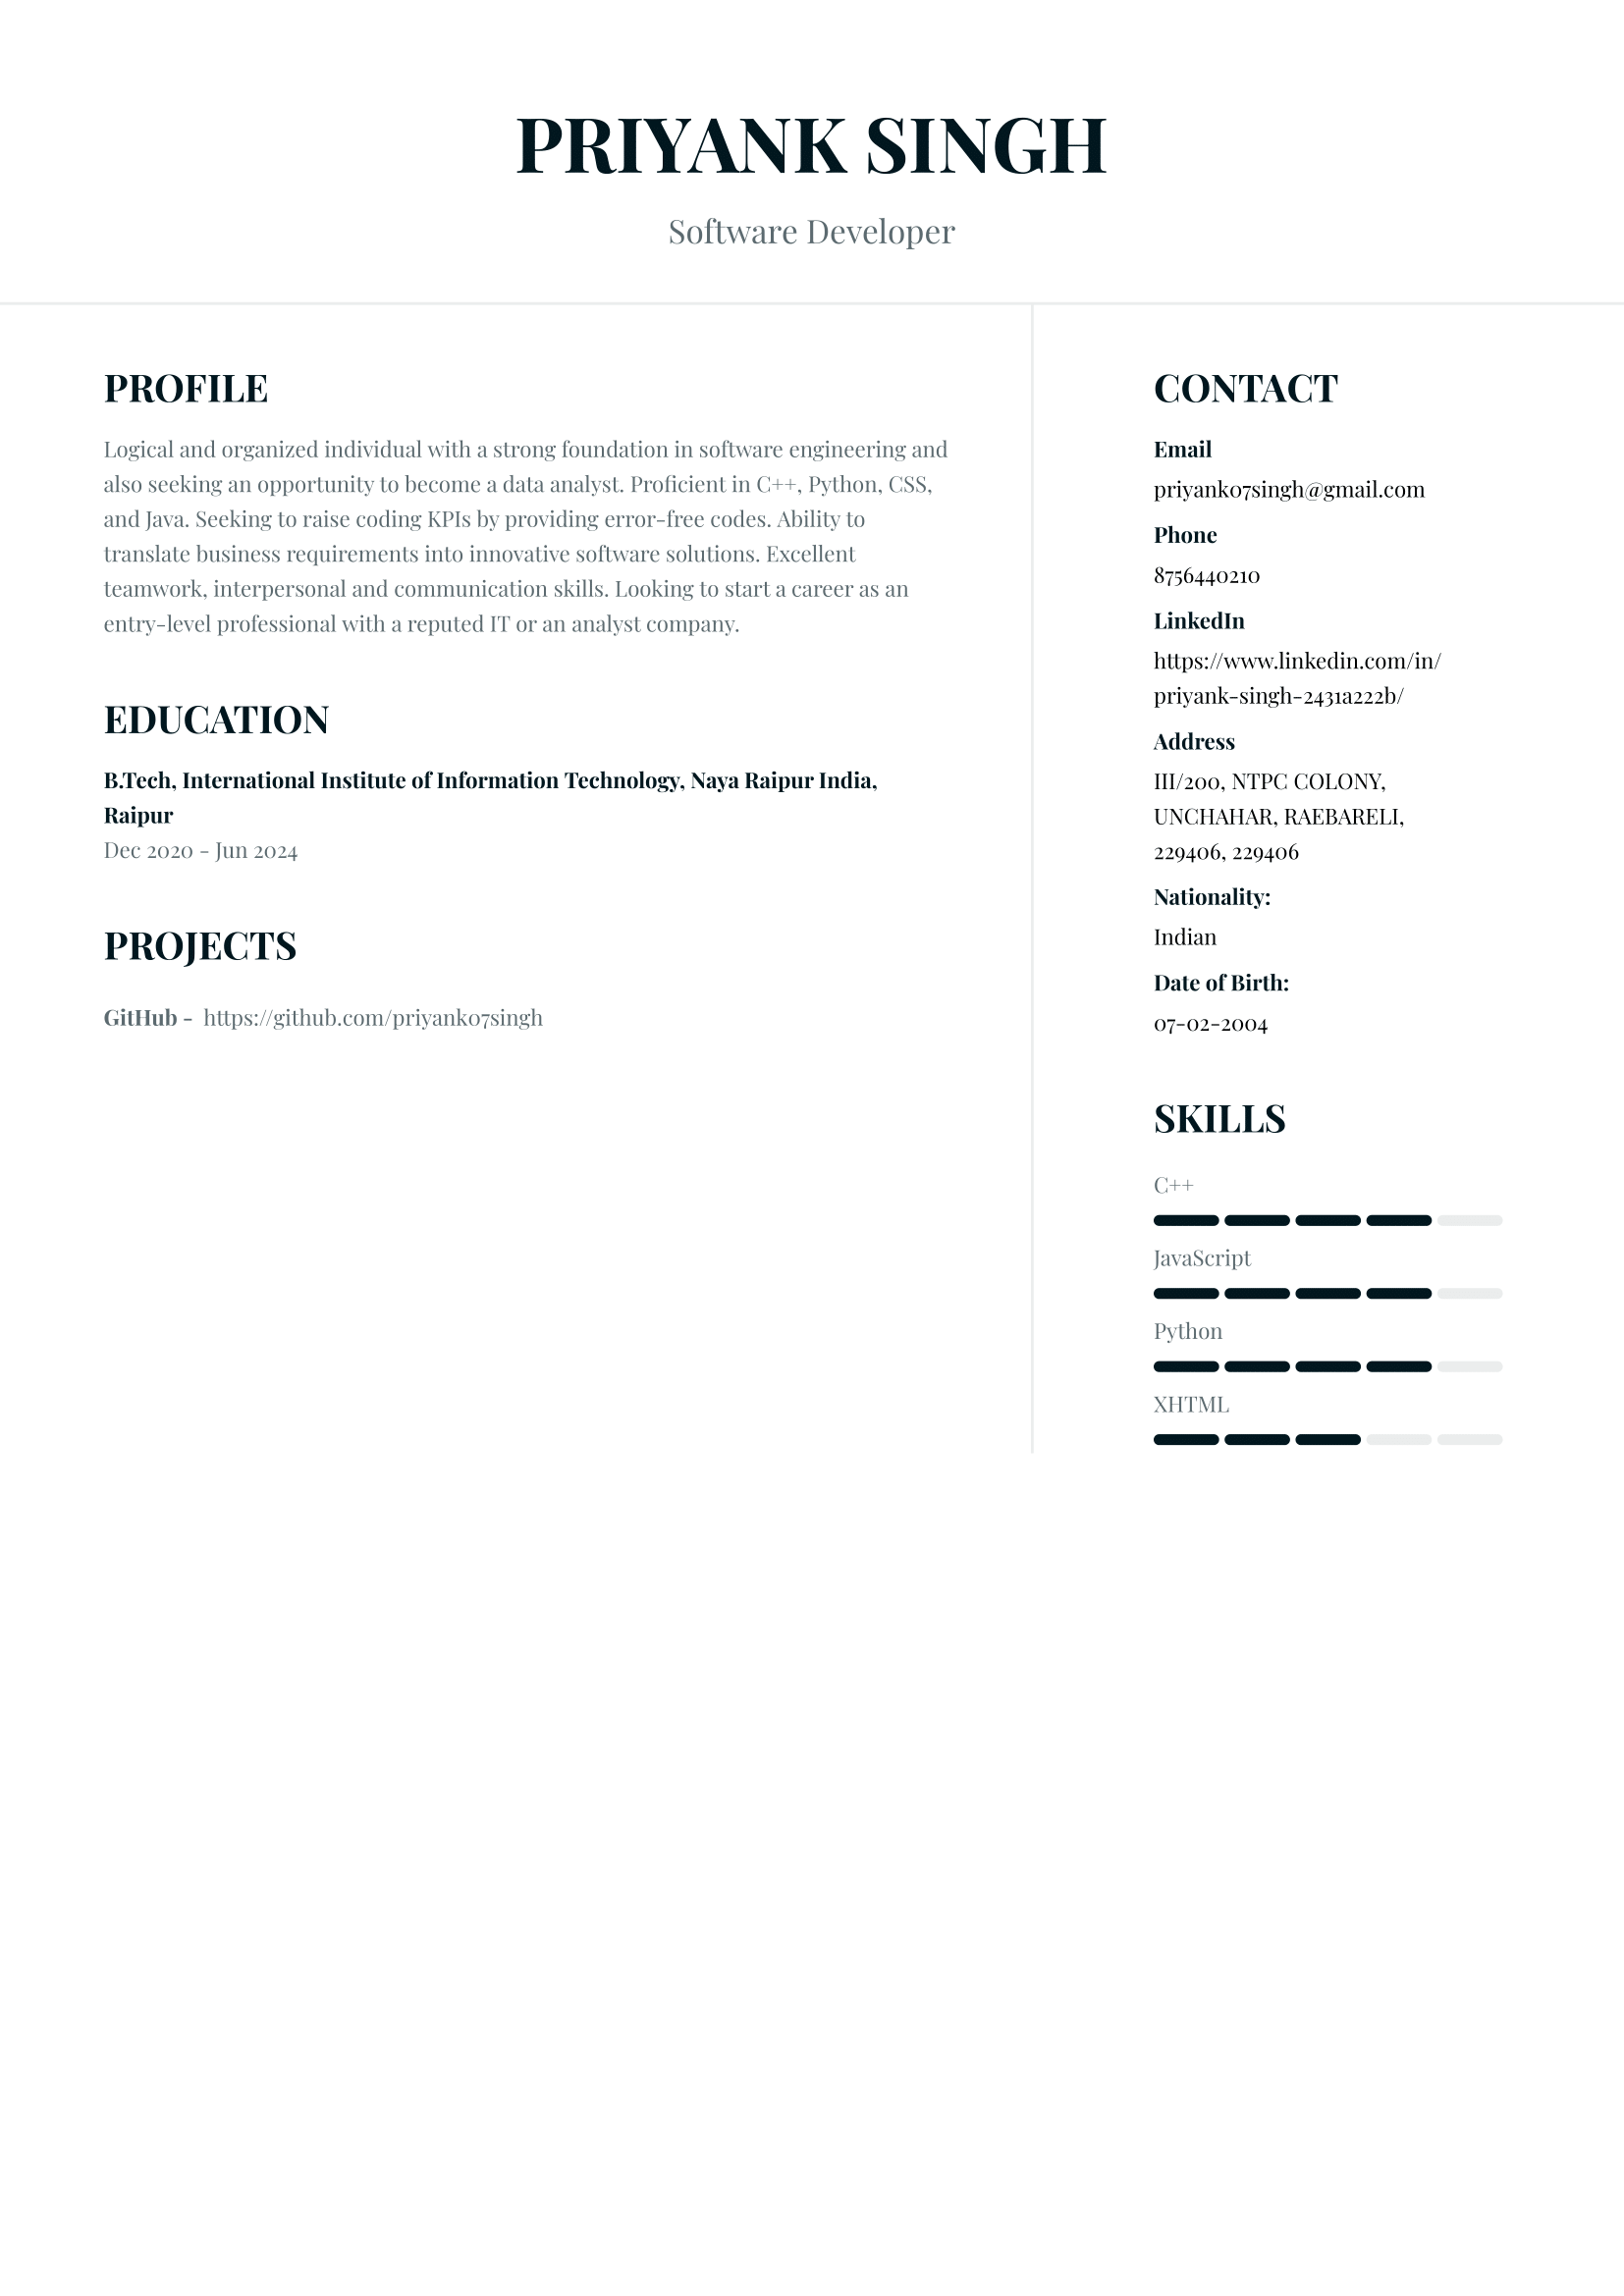 PRIYANK SINGH
Software Developer
PROFILE
Logical and organized individual with a strong foundation in software engineering and
also seeking an opportunity to become a data analyst. Proficient in C++, Python, CSS,
and Java. Seeking to raise coding KPIs by providing error-free codes. Ability to
translate business requirements into innovative software solutions. Excellent
teamwork, interpersonal and communication skills. Looking to start a career as an
entry-level professional with a reputed IT or an analyst company.
EDUCATION
B.Tech, International Institute of Information Technology, Naya Raipur India,
Raipur
Dec 2020 - Jun 2024
PROJECTS
GitHub - https://github.com/priyank07singh
CONTACT
Email
priyank07singh@gmail.com
Phone
8756440210
LinkedIn
https://www.linkedin.com/in/
priyank-singh-2431a222b/
Address
III/200, NTPC COLONY,
UNCHAHAR, RAEBARELI,
229406, 229406
Nationality:
Indian
Date of Birth:
07-02-2004
SKILLS
C++
JavaScript
Python
XHTML